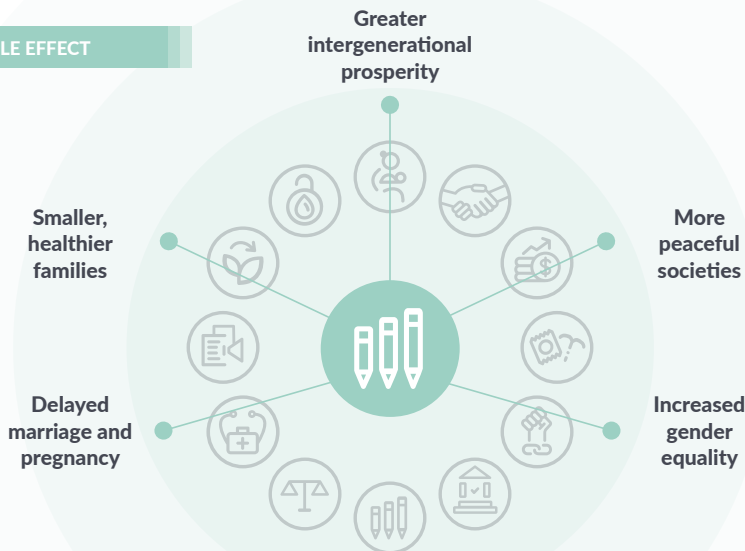 Greater
intergenerational
prosperity
LE EFFECT
Smaller,
healthier
families
More
peaceful
societies
Delayed
marriage and
pregnancy
Increased
gender
equality